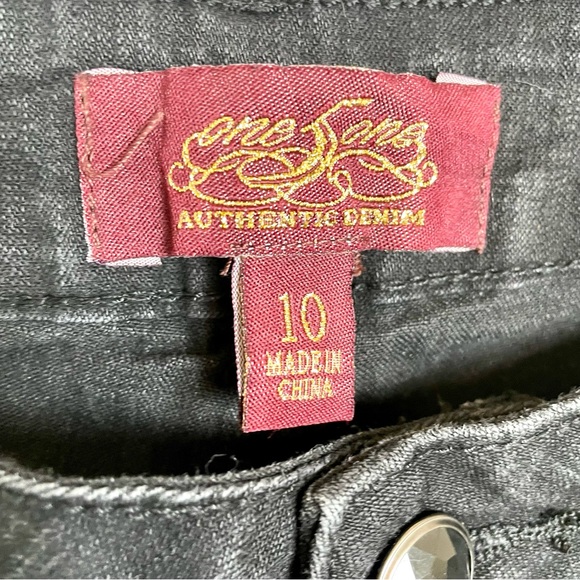 one 5 one
AUTHENTIC DENIM
10
MADE IN
CHINA